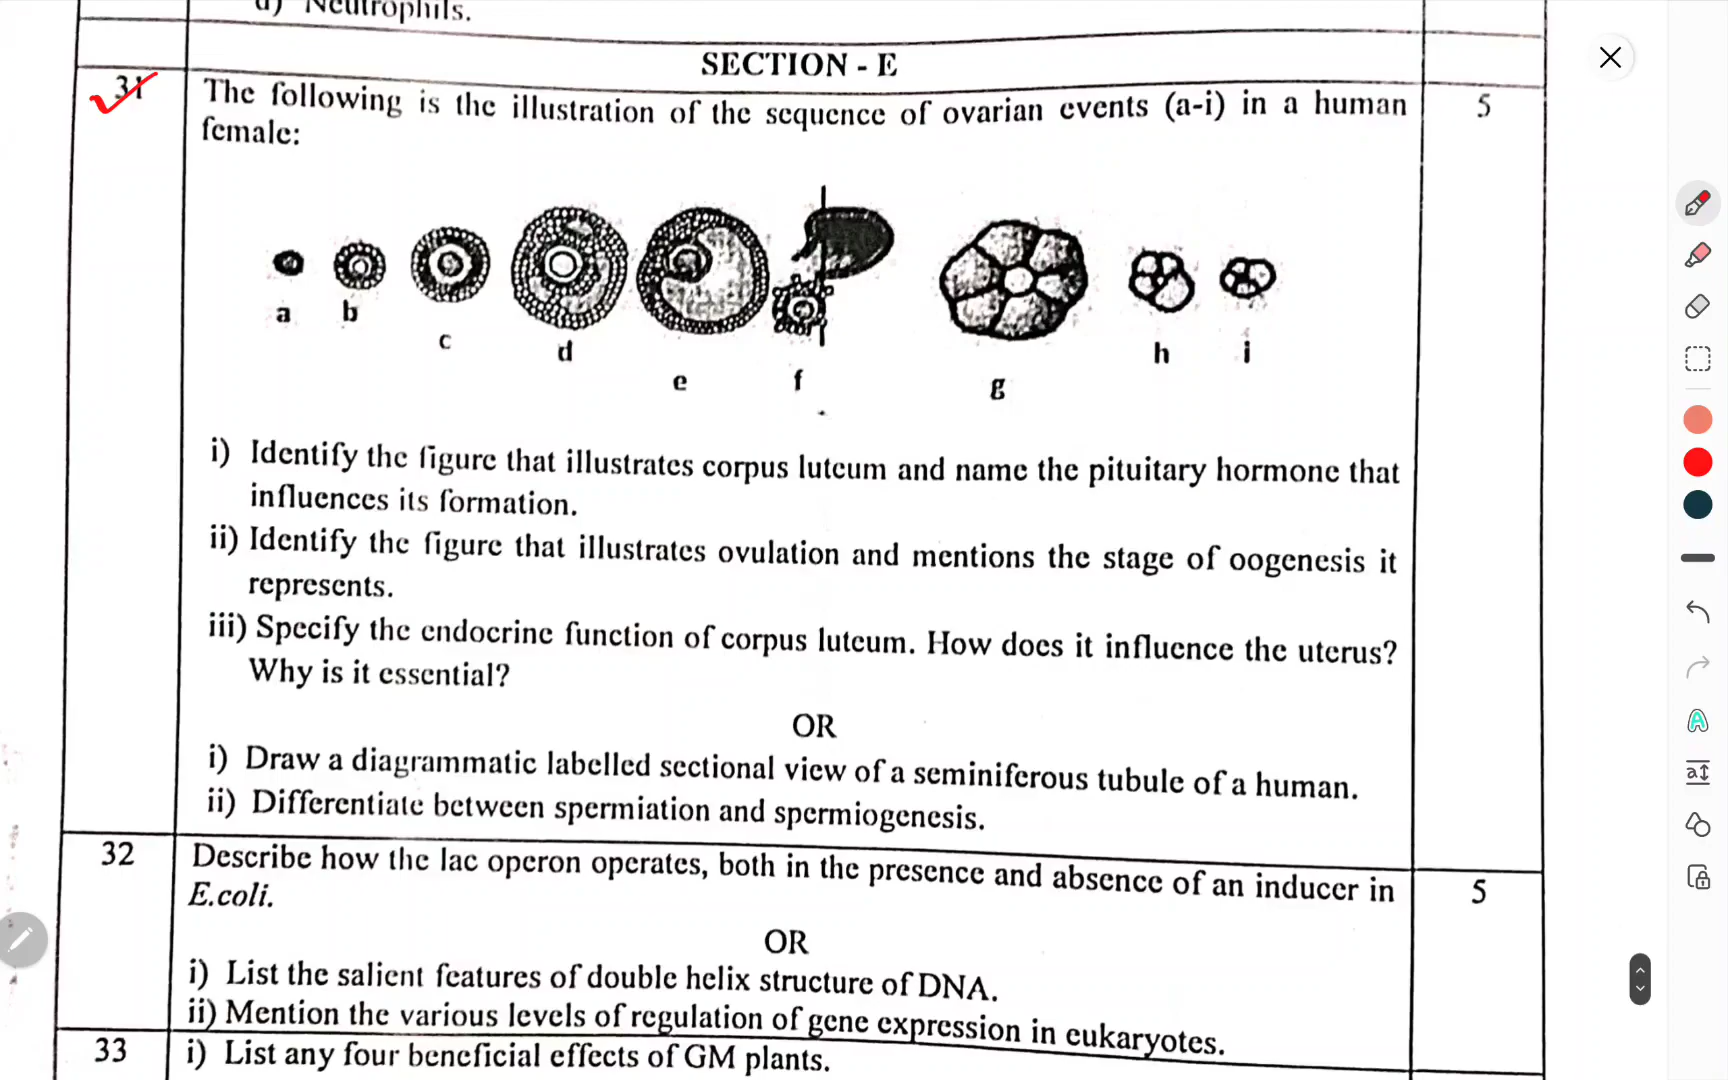 d) Neutrophils.
SECTION - E
31 The following is the illustration of the sequence of ovarian events (a-i) in a human 5
female:
a b c d e f g h i
i) Identify the figure that illustrates corpus luteum and name the pituitary hormone that
influences its formation.
ii) Identify the figure that illustrates ovulation and mentions the stage of oogenesis it
represents.
iii) Specify the endocrine function of corpus luteum. How does it influence the uterus?
Why is it essential?
OR
i) Draw a diagrammatic labelled sectional view of a seminiferous tubule of a human.
ii) Differentiate between spermiation and spermiogenesis.
32 Describe how the lac operon operates, both in the presence and absence of an inducer in 5
E.coli.
OR
i) List the salient features of double helix structure of DNA.
ii) Mention the various levels of regulation of gene expression in eukaryotes.
33 i) List any four beneficial effects of GM plants.